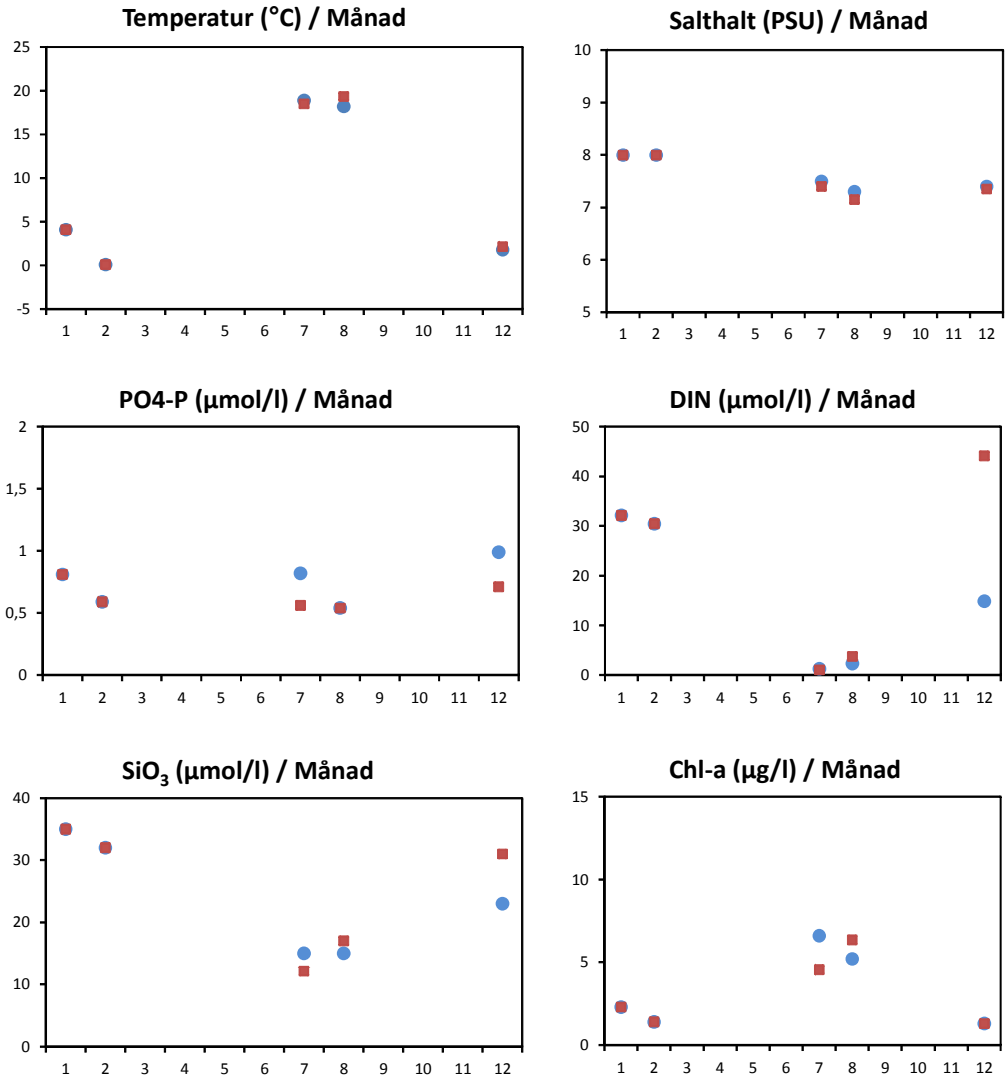 Temperatur (°C) / Månad
25
20
15
10
5
0
-5
1 2 3 4 5 6 7 8 9 10 11 12
Salthalt (PSU) / Månad
10
9
8
7
6
5
1 2 3 4 5 6 7 8 9 10 11 12
PO4-P (µmol/l) / Månad
2
1,5
1
0,5
0
1 2 3 4 5 6 7 8 9 10 11 12
DIN (µmol/l) / Månad
50
40
30
20
10
0
1 2 3 4 5 6 7 8 9 10 11 12
SiO₃ (µmol/l) / Månad
40
30
20
10
0
1 2 3 4 5 6 7 8 9 10 11 12
Chl-a (µg/l) / Månad
15
10
5
0
1 2 3 4 5 6 7 8 9 10 11 12